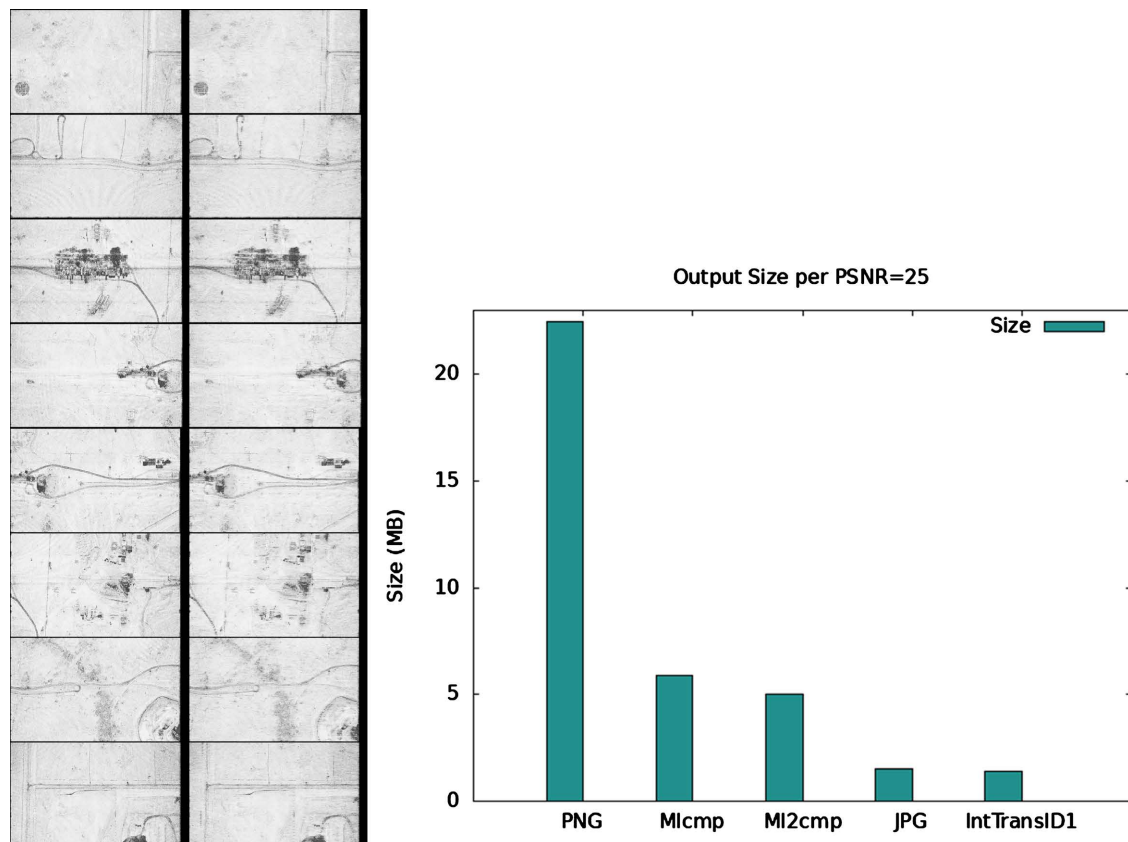 Output Size per PSNR=25
Size
Size (MB)
20
15
10
5
0
PNG
MIcmp
MI2cmp
JPG
IntTransID1